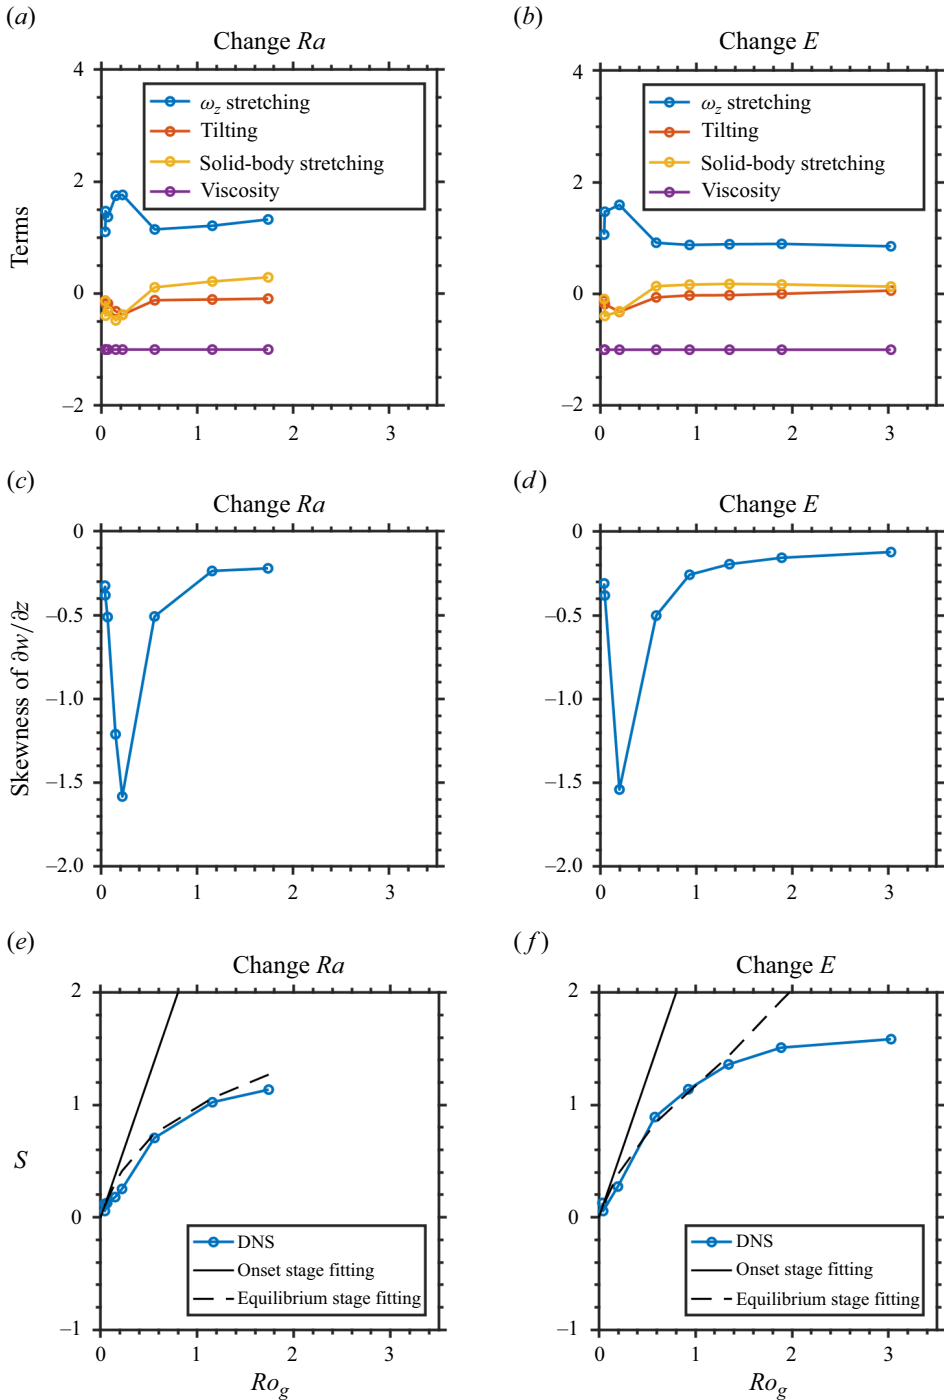 (a)
(b)
Change Ra
Change E
4
2
0
−2
Terms
ωz stretching
Tilting
Solid-body stretching
Viscosity
0
1
2
3
4
2
0
−2
ωz stretching
Tilting
Solid-body stretching
Viscosity
0
1
2
3
(c)
(d)
Change Ra
Change E
0
−0.5
−1.0
−1.5
−2.0
Skewness of ∂w/∂z
0
1
2
3
0
−0.5
−1.0
−1.5
−2.0
0
1
2
3
(e)
(f)
Change Ra
Change E
2
1
0
−1
S
DNS
Onset stage fitting
Equilibrium stage fitting
0
1
2
3
Rog
2
1
0
−1
DNS
Onset stage fitting
Equilibrium stage fitting
0
1
2
3
Rog